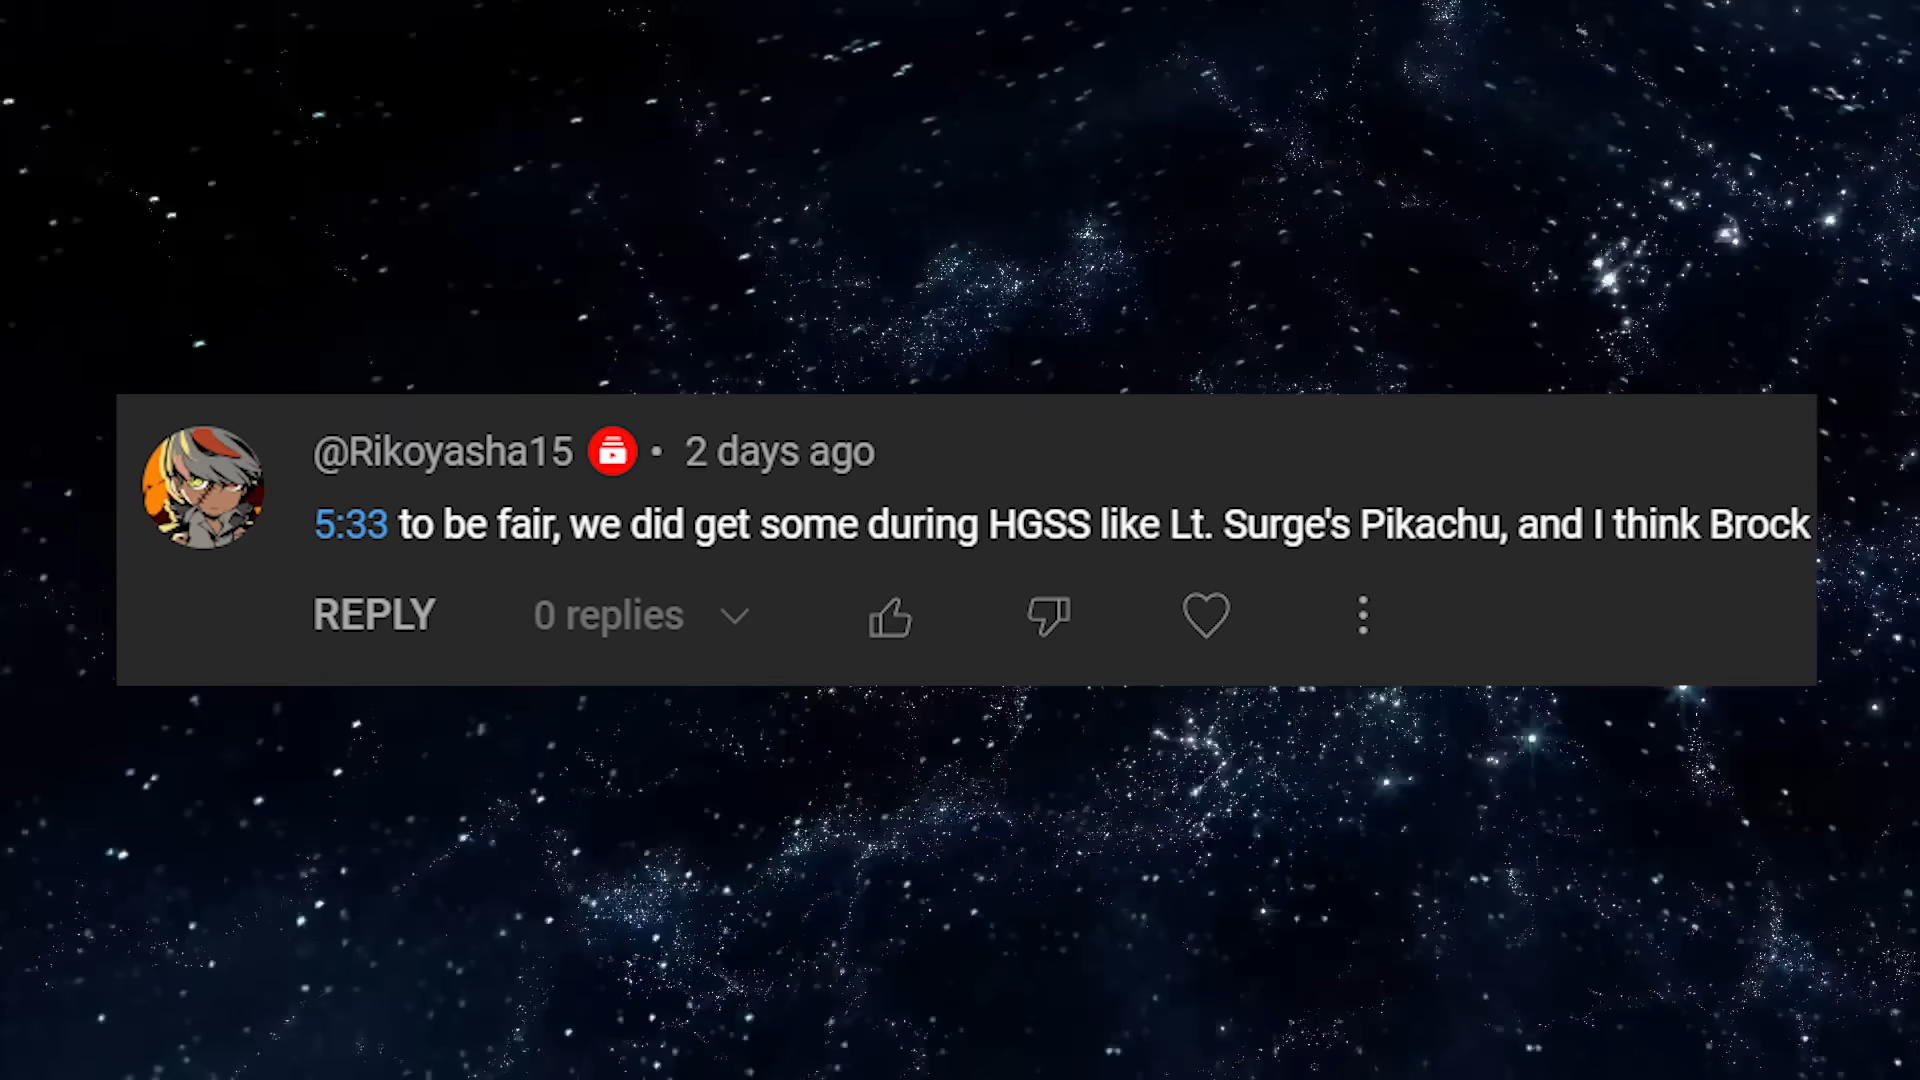 @Rikoyasha15 • 2 days ago
5:33 to be fair, we did get some during HGSS like Lt. Surge's Pikachu, and I think Brock
REPLY 0 replies